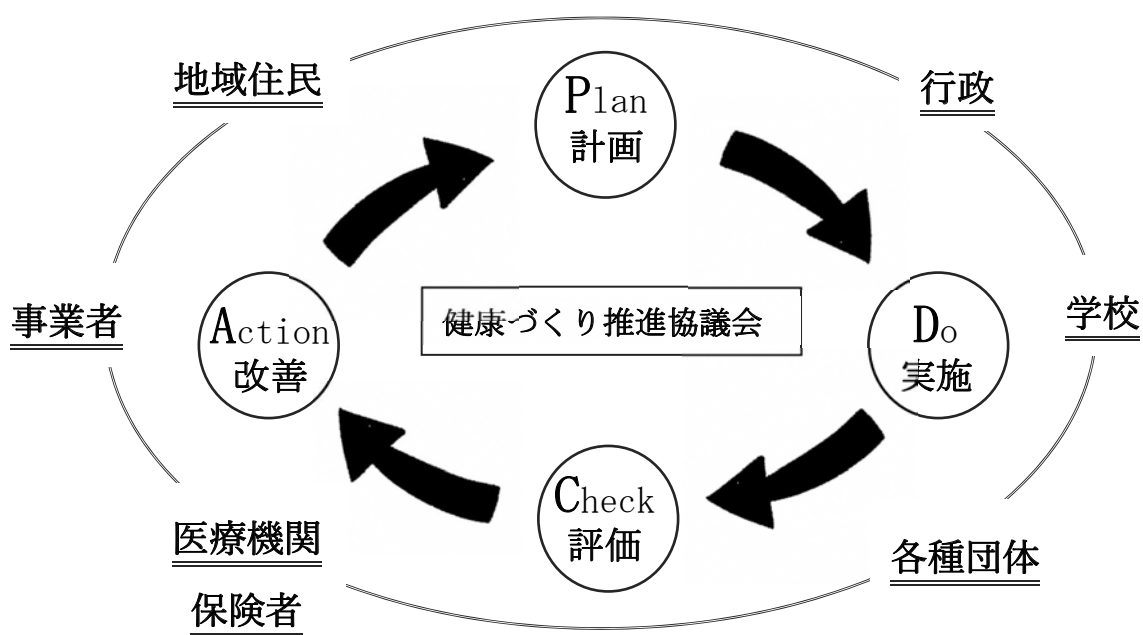 地域住民
Plan
計画
行政
事業者
Action
改善
健康づくり推進協議会
Do
実施
学校
医療機関
保険者
Check
評価
各種団体